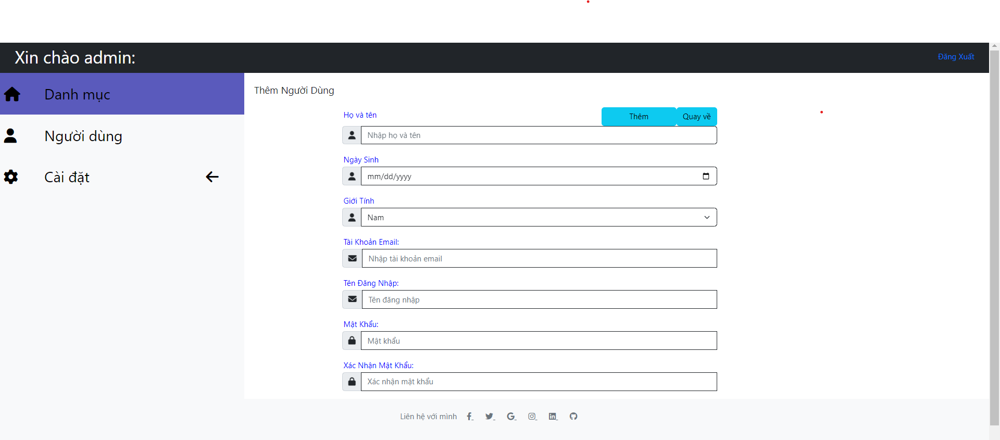 Xin chào admin:
Đăng Xuất
Danh mục
Người dùng
Cài đặt
Thêm Người Dùng
Họ và tên
Thêm
Quay về
Nhập họ và tên
Ngày Sinh
mm/dd/yyyy
Giới Tính
Nam
Tài Khoản Email:
Nhập tài khoản email
Tên Đăng Nhập:
Tên đăng nhập
Mật Khẩu:
Mật khẩu
Xác Nhận Mật Khẩu:
Xác nhận mật khẩu
Liên hệ với mình